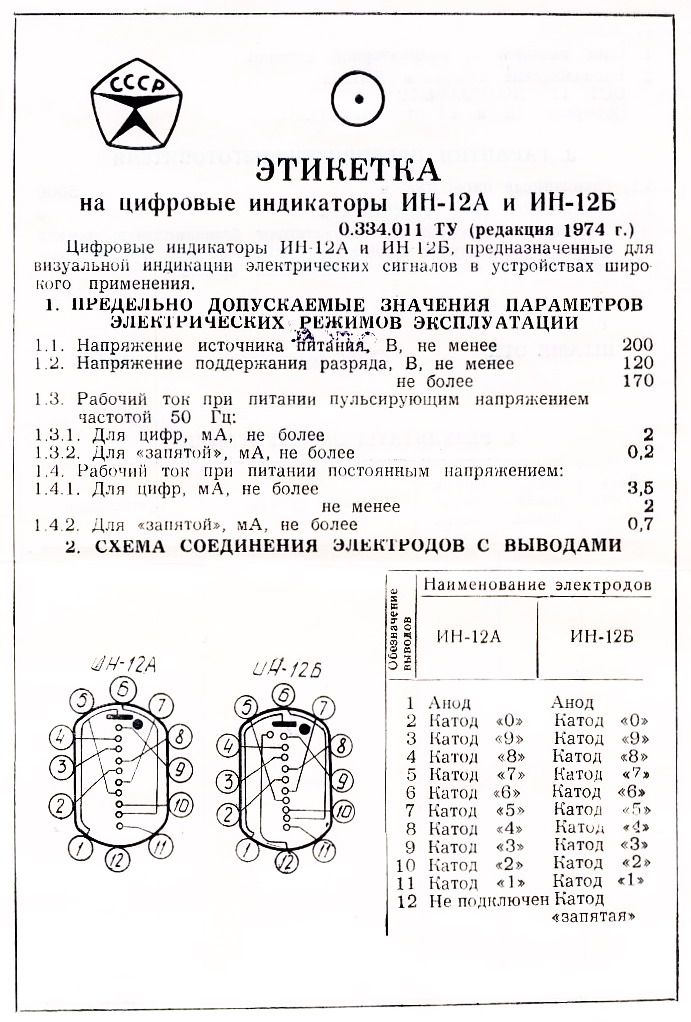 СССР
ЭТИКЕТКА
на цифровые индикаторы ИН-12А и ИН-12Б
0.334.011 ТУ (редакция 1974 г.)
Цифровые индикаторы ИН-12А и ИН-12Б, предназначенные для
визуальной индикации электрических сигналов в устройствах широ-
кого применения.
1. ПРЕДЕЛЬНО ДОПУСКАЕМЫЕ ЗНАЧЕНИЯ ПАРАМЕТРОВ
ЭЛЕКТРИЧЕСКИХ РЕЖИМОВ ЭКСПЛУАТАЦИИ
1.1. Напряжение источника питания, В, не менее 200
1.2. Напряжение поддержания разряда, В, не менее 120
не более 170
1.3. Рабочий ток при питании пульсирующим напряжением
частотой 50 Гц:
1.3.1. Для цифр, мА, не более 2
1.3.2. Для «запятой», мА, не более 0,2
1.4. Рабочий ток при питании постоянным напряжением:
1.4.1. Для цифр, мА, не более 3,5
не менее 2
1.4.2. Для «запятой», мА, не более 0,7
2. СХЕМА СОЕДИНЕНИЯ ЭЛЕКТРОДОВ С ВЫВОДАМИ
ИН-12А
5 6 7
4 8
3 9
2 10
1 12 11
ИН-12Б
5 6 7
4 8
3 9
2 10
1 12 11
Обозначение
выводов
Наименование электродов
ИН-12А ИН-12Б
1 Анод Анод
2 Катод «0» Катод «0»
3 Катод «9» Катод «9»
4 Катод «8» Катод «8»
5 Катод «7» Катод «7»
6 Катод «6» Катод «6»
7 Катод «5» Катод «5»
8 Катод «4» Катод «4»
9 Катод «3» Катод «3»
10 Катод «2» Катод «2»
11 Катод «1» Катод «1»
12 Не подключен Катод
«запятая»